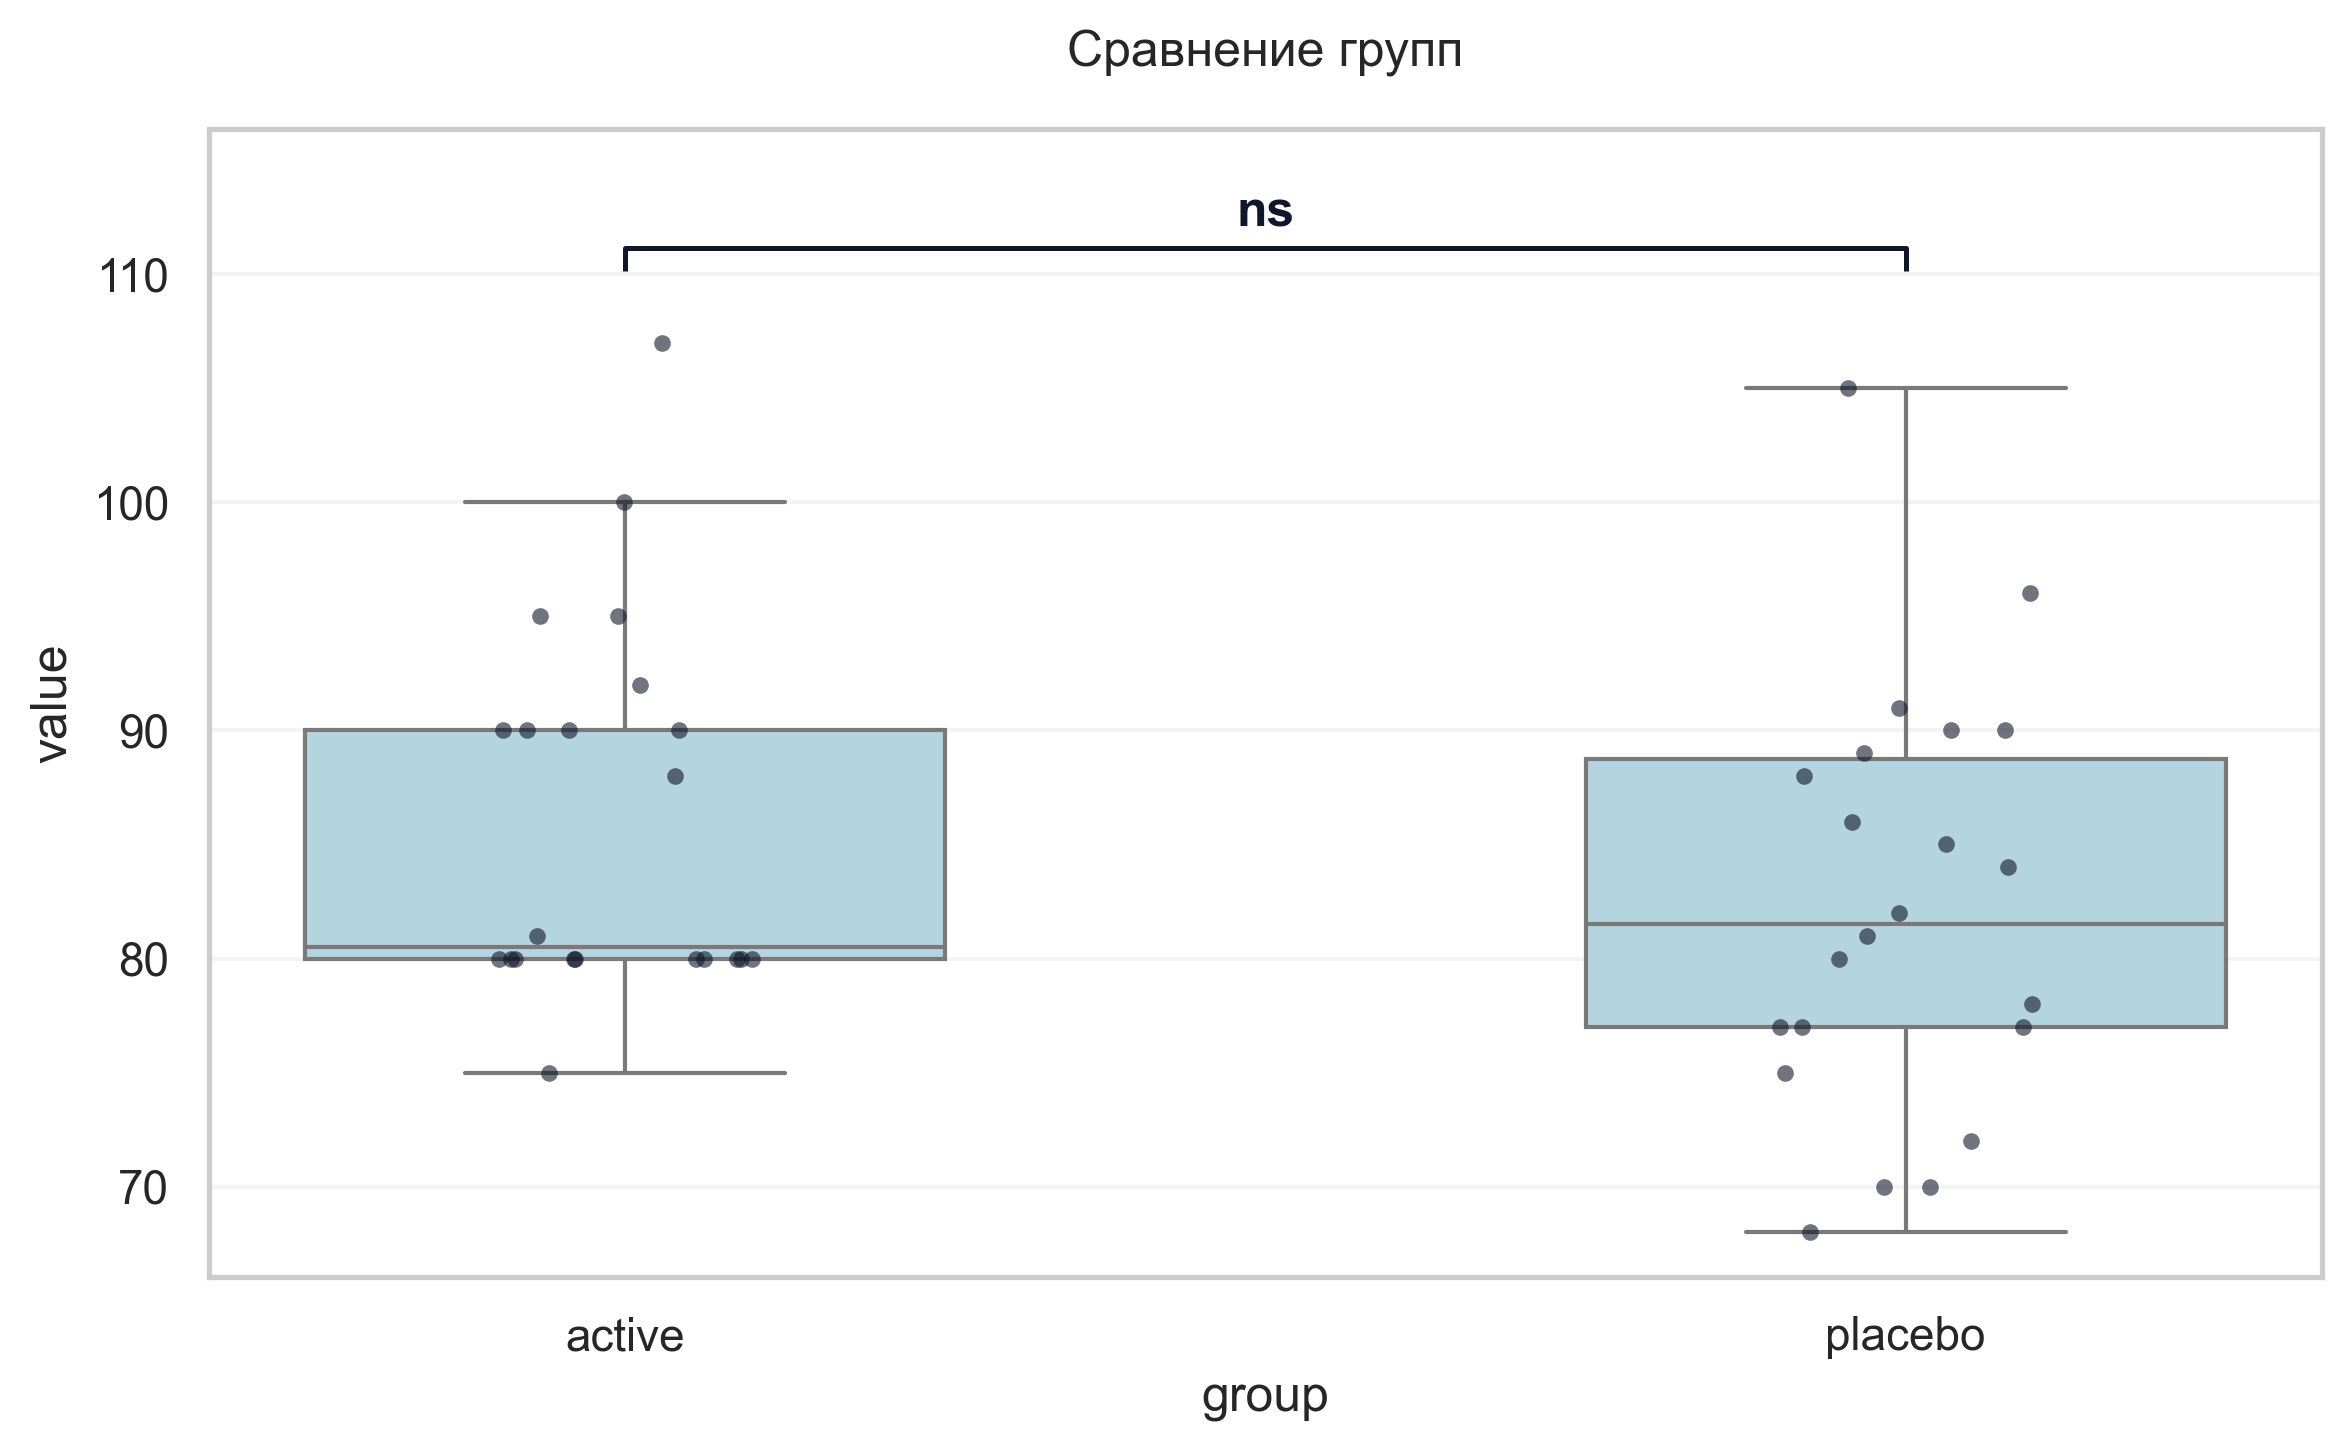 Сравнение групп
ns
110
100
90
80
70
value
active
placebo
group